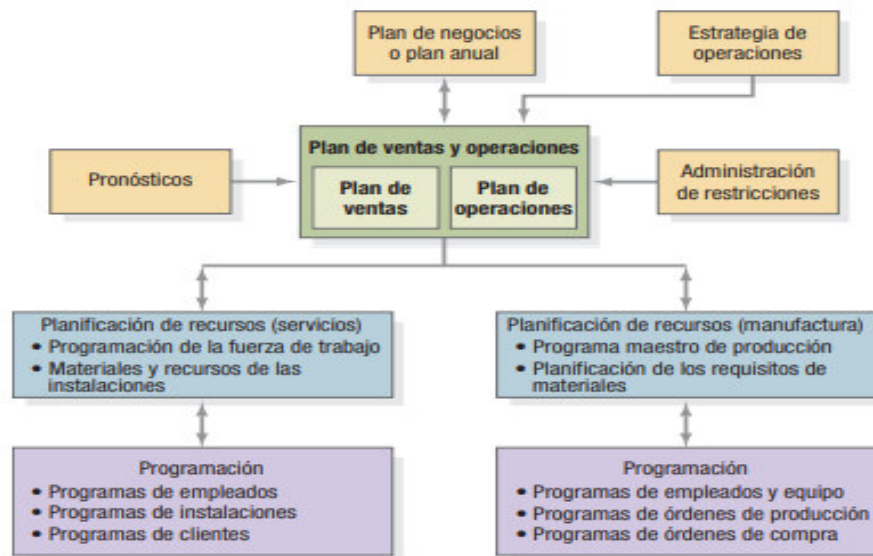 Plan de negocios
o plan anual
Estrategia de
operaciones
Plan de ventas y operaciones
Pronósticos
Plan de
ventas
Plan de
operaciones
Administración
de restricciones
Planificación de recursos (servicios)
• Programación de la fuerza de trabajo
• Materiales y recursos de las
instalaciones
Planificación de recursos (manufactura)
• Programa maestro de producción
• Planificación de los requisitos de
materiales
Programación
• Programas de empleados
• Programas de instalaciones
• Programas de clientes
Programación
• Programas de empleados y equipo
• Programas de órdenes de producción
• Programas de órdenes de compra